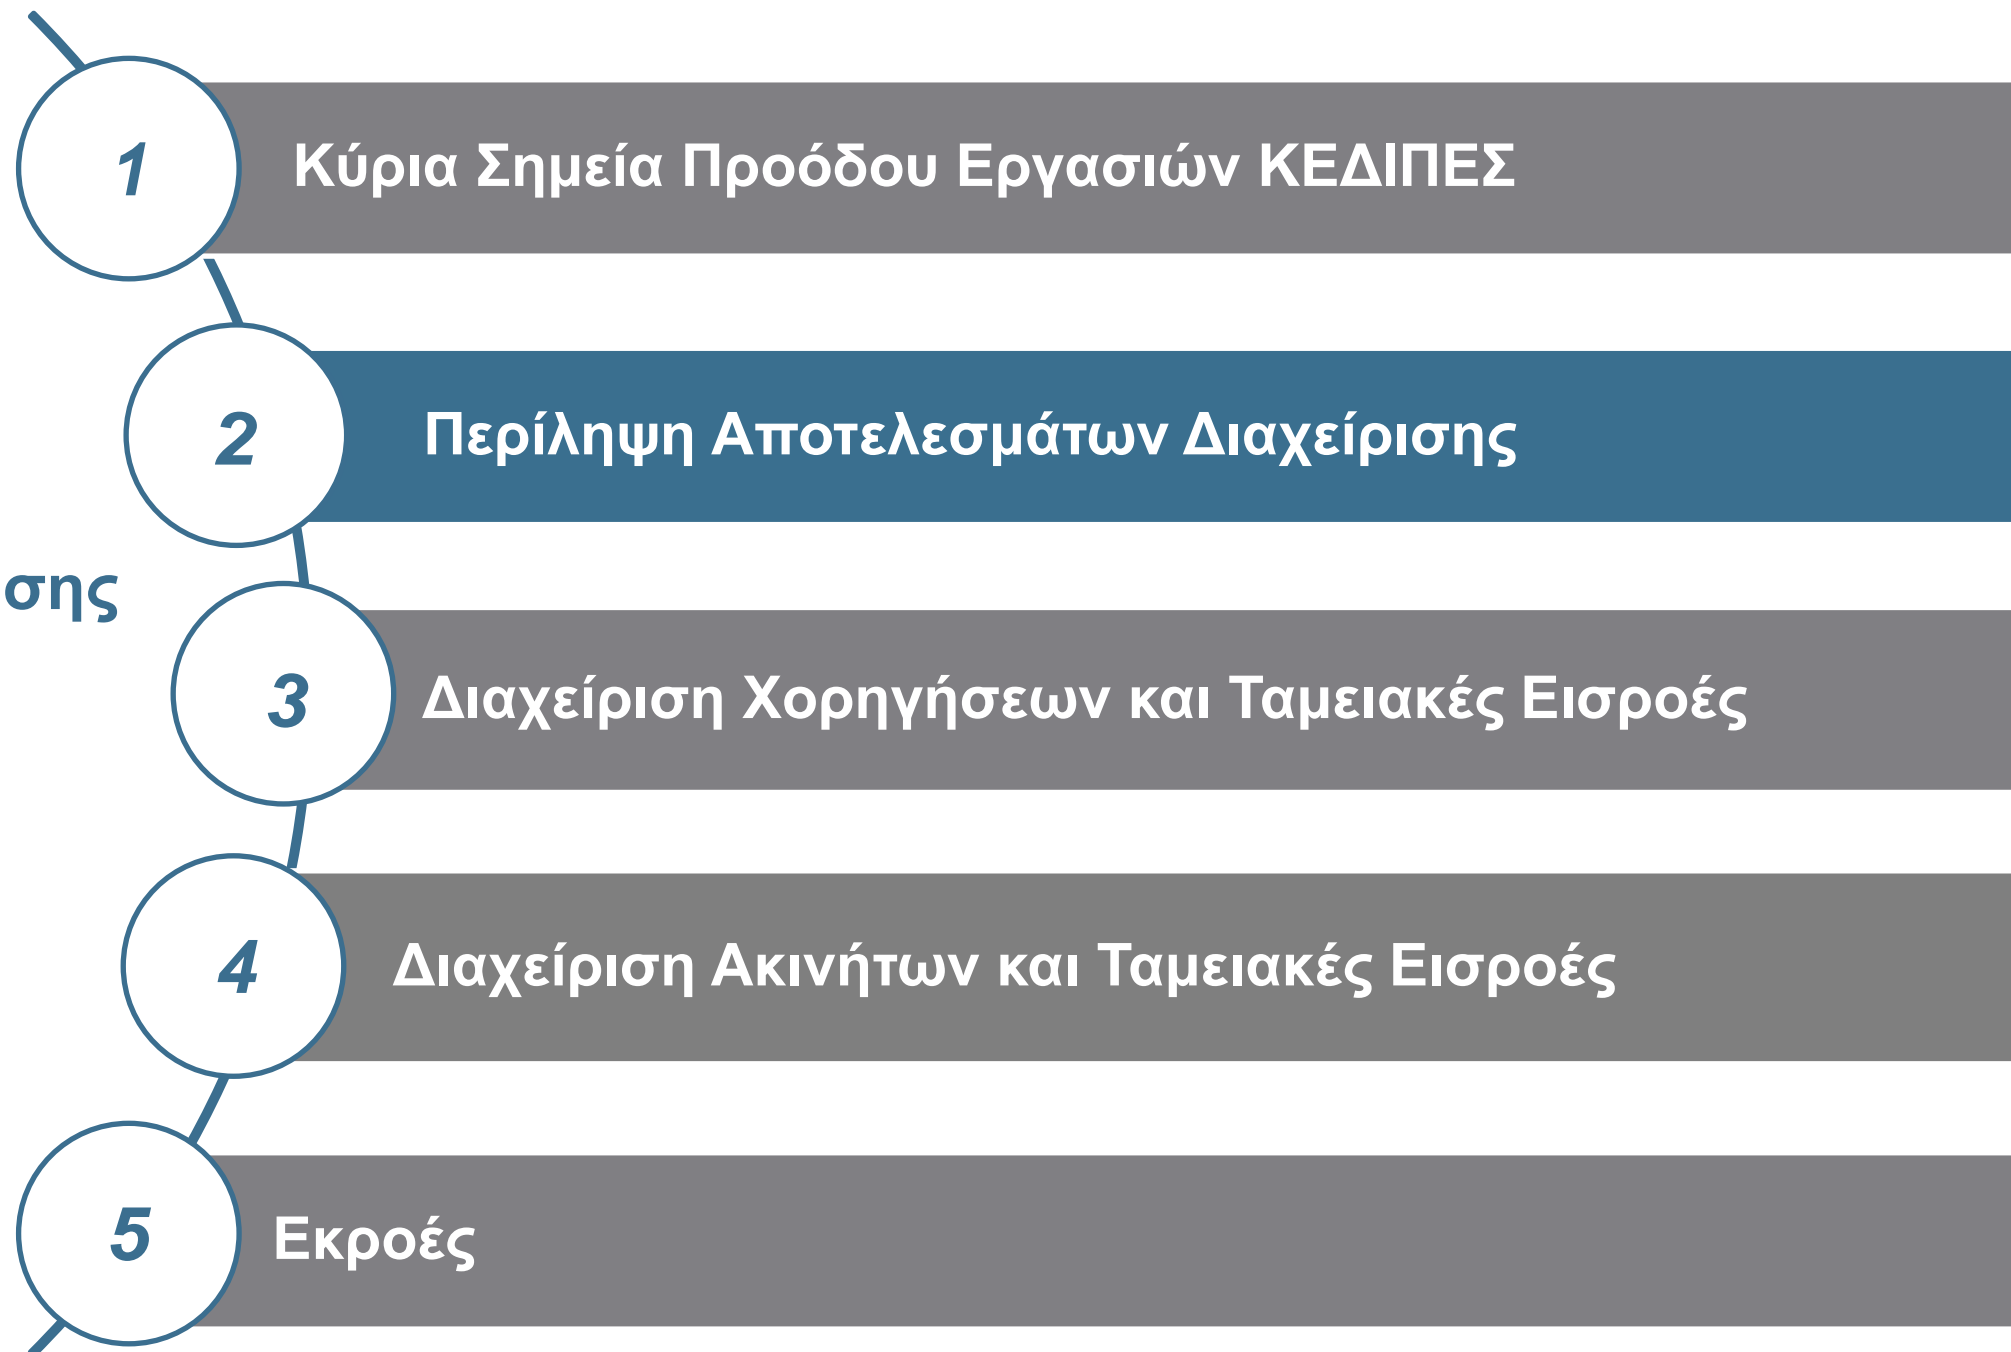 1
Κύρια Σημεία Προόδου Εργασιών ΚΕΔΙΠΕΣ
2
Περίληψη Αποτελεσμάτων Διαχείρισης
σης
3
Διαχείριση Χορηγήσεων και Ταμειακές Εισροές
4
Διαχείριση Ακινήτων και Ταμειακές Εισροές
5
Εκροές